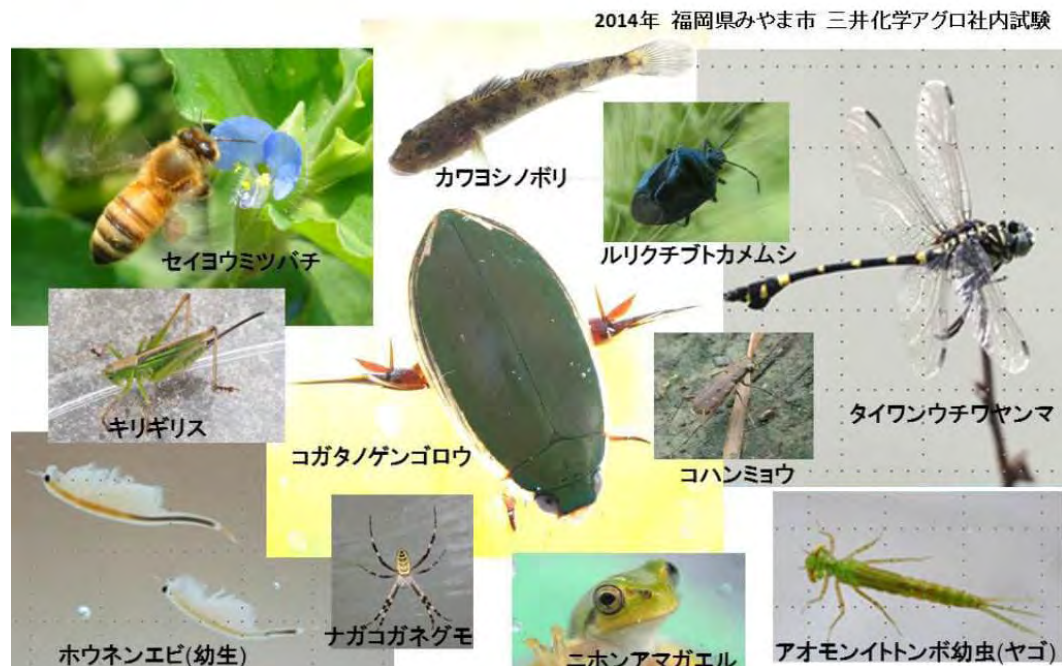 2014年 福岡県みやま市 三井化学アグロ社内試験
カワヨシノボリ
セイヨウミツバチ
ルリクチブトカメムシ
キリギリス
タイワンウチワヤンマ
コガタノゲンゴロウ
コハンミョウ
ナガコガネグモ
ホウネンエビ(幼生)
ニホンアマガエル
アオモンイトトンボ幼虫(ヤゴ)